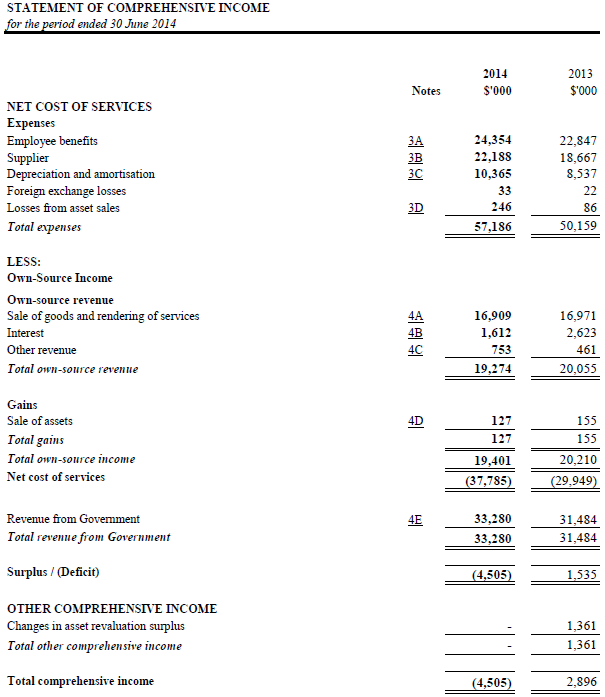 STATEMENT OF COMPREHENSIVE INCOME
for the period ended 30 June 2014
2014 2013
Notes $'000 $'000
NET COST OF SERVICES
Expenses
Employee benefits 3A 24,354 22,847
Supplier 3B 22,188 18,667
Depreciation and amortisation 3C 10,365 8,537
Foreign exchange losses 33 22
Losses from asset sales 3D 246 86
Total expenses 57,186 50,159
LESS:
Own-Source Income
Own-source revenue
Sale of goods and rendering of services 4A 16,909 16,971
Interest 4B 1,612 2,623
Other revenue 4C 753 461
Total own-source revenue 19,274 20,055
Gains
Sale of assets 4D 127 155
Total gains 127 155
Total own-source income 19,401 20,210
Net cost of services (37,785) (29,949)
Revenue from Government 4E 33,280 31,484
Total revenue from Government 33,280 31,484
Surplus / (Deficit) (4,505) 1,535
OTHER COMPREHENSIVE INCOME
Changes in asset revaluation surplus - 1,361
Total other comprehensive income - 1,361
Total comprehensive income (4,505) 2,896